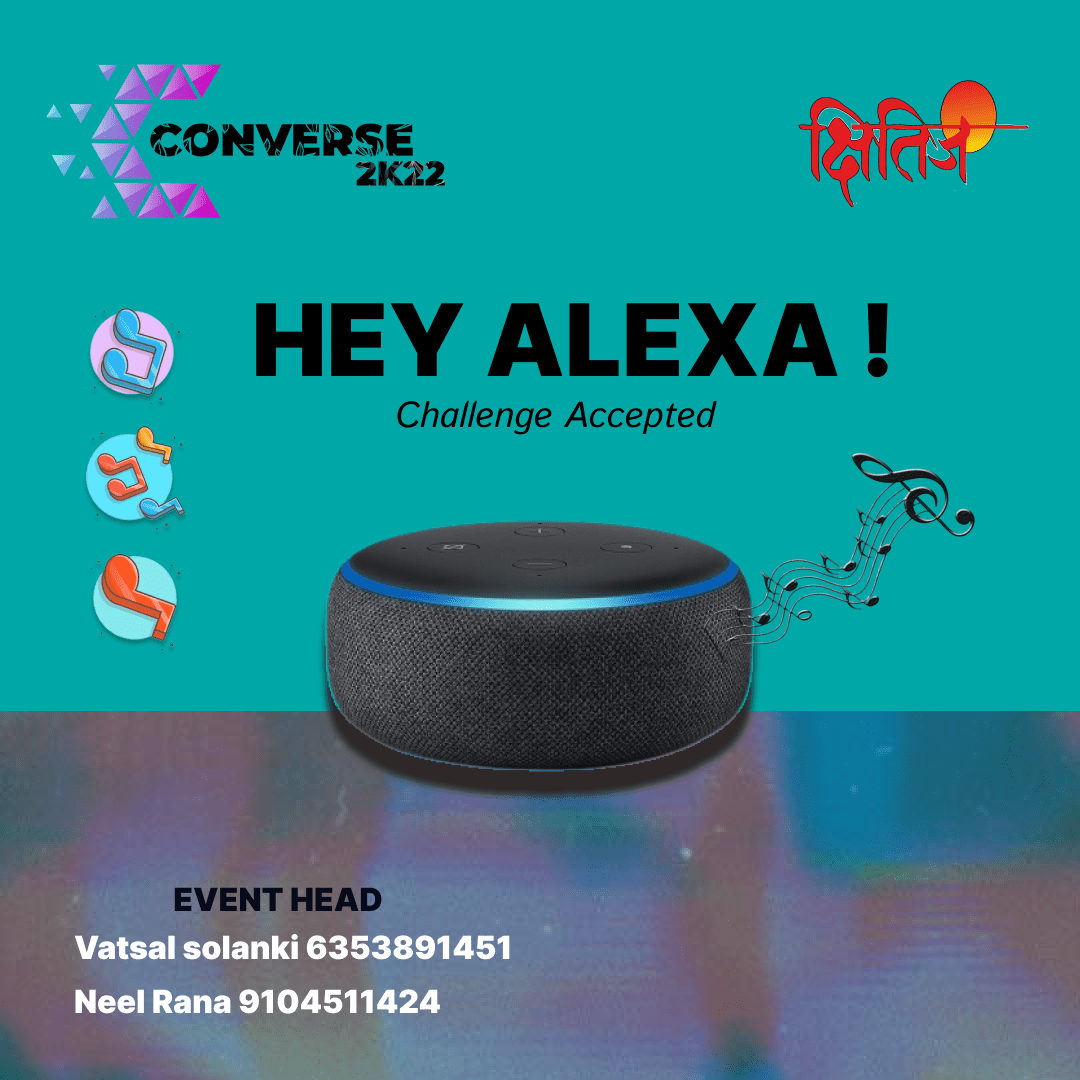 CONVERSE
2K22
क्षितिज
HEY ALEXA !
Challenge Accepted
EVENT HEAD
Vatsal solanki 6353891451
Neel Rana 9104511424